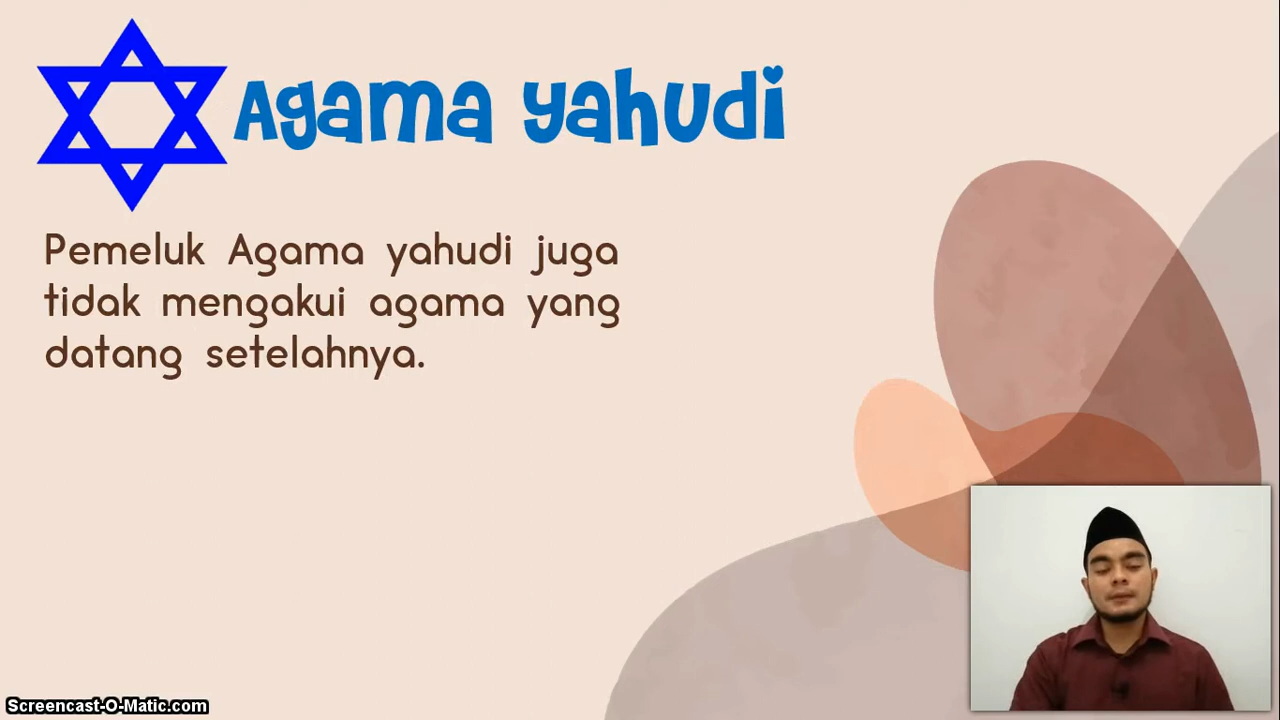 Agama yahudi
Pemeluk Agama yahudi juga
tidak mengakui agama yang
datang setelahnya.
Screencast-O-Matic.com